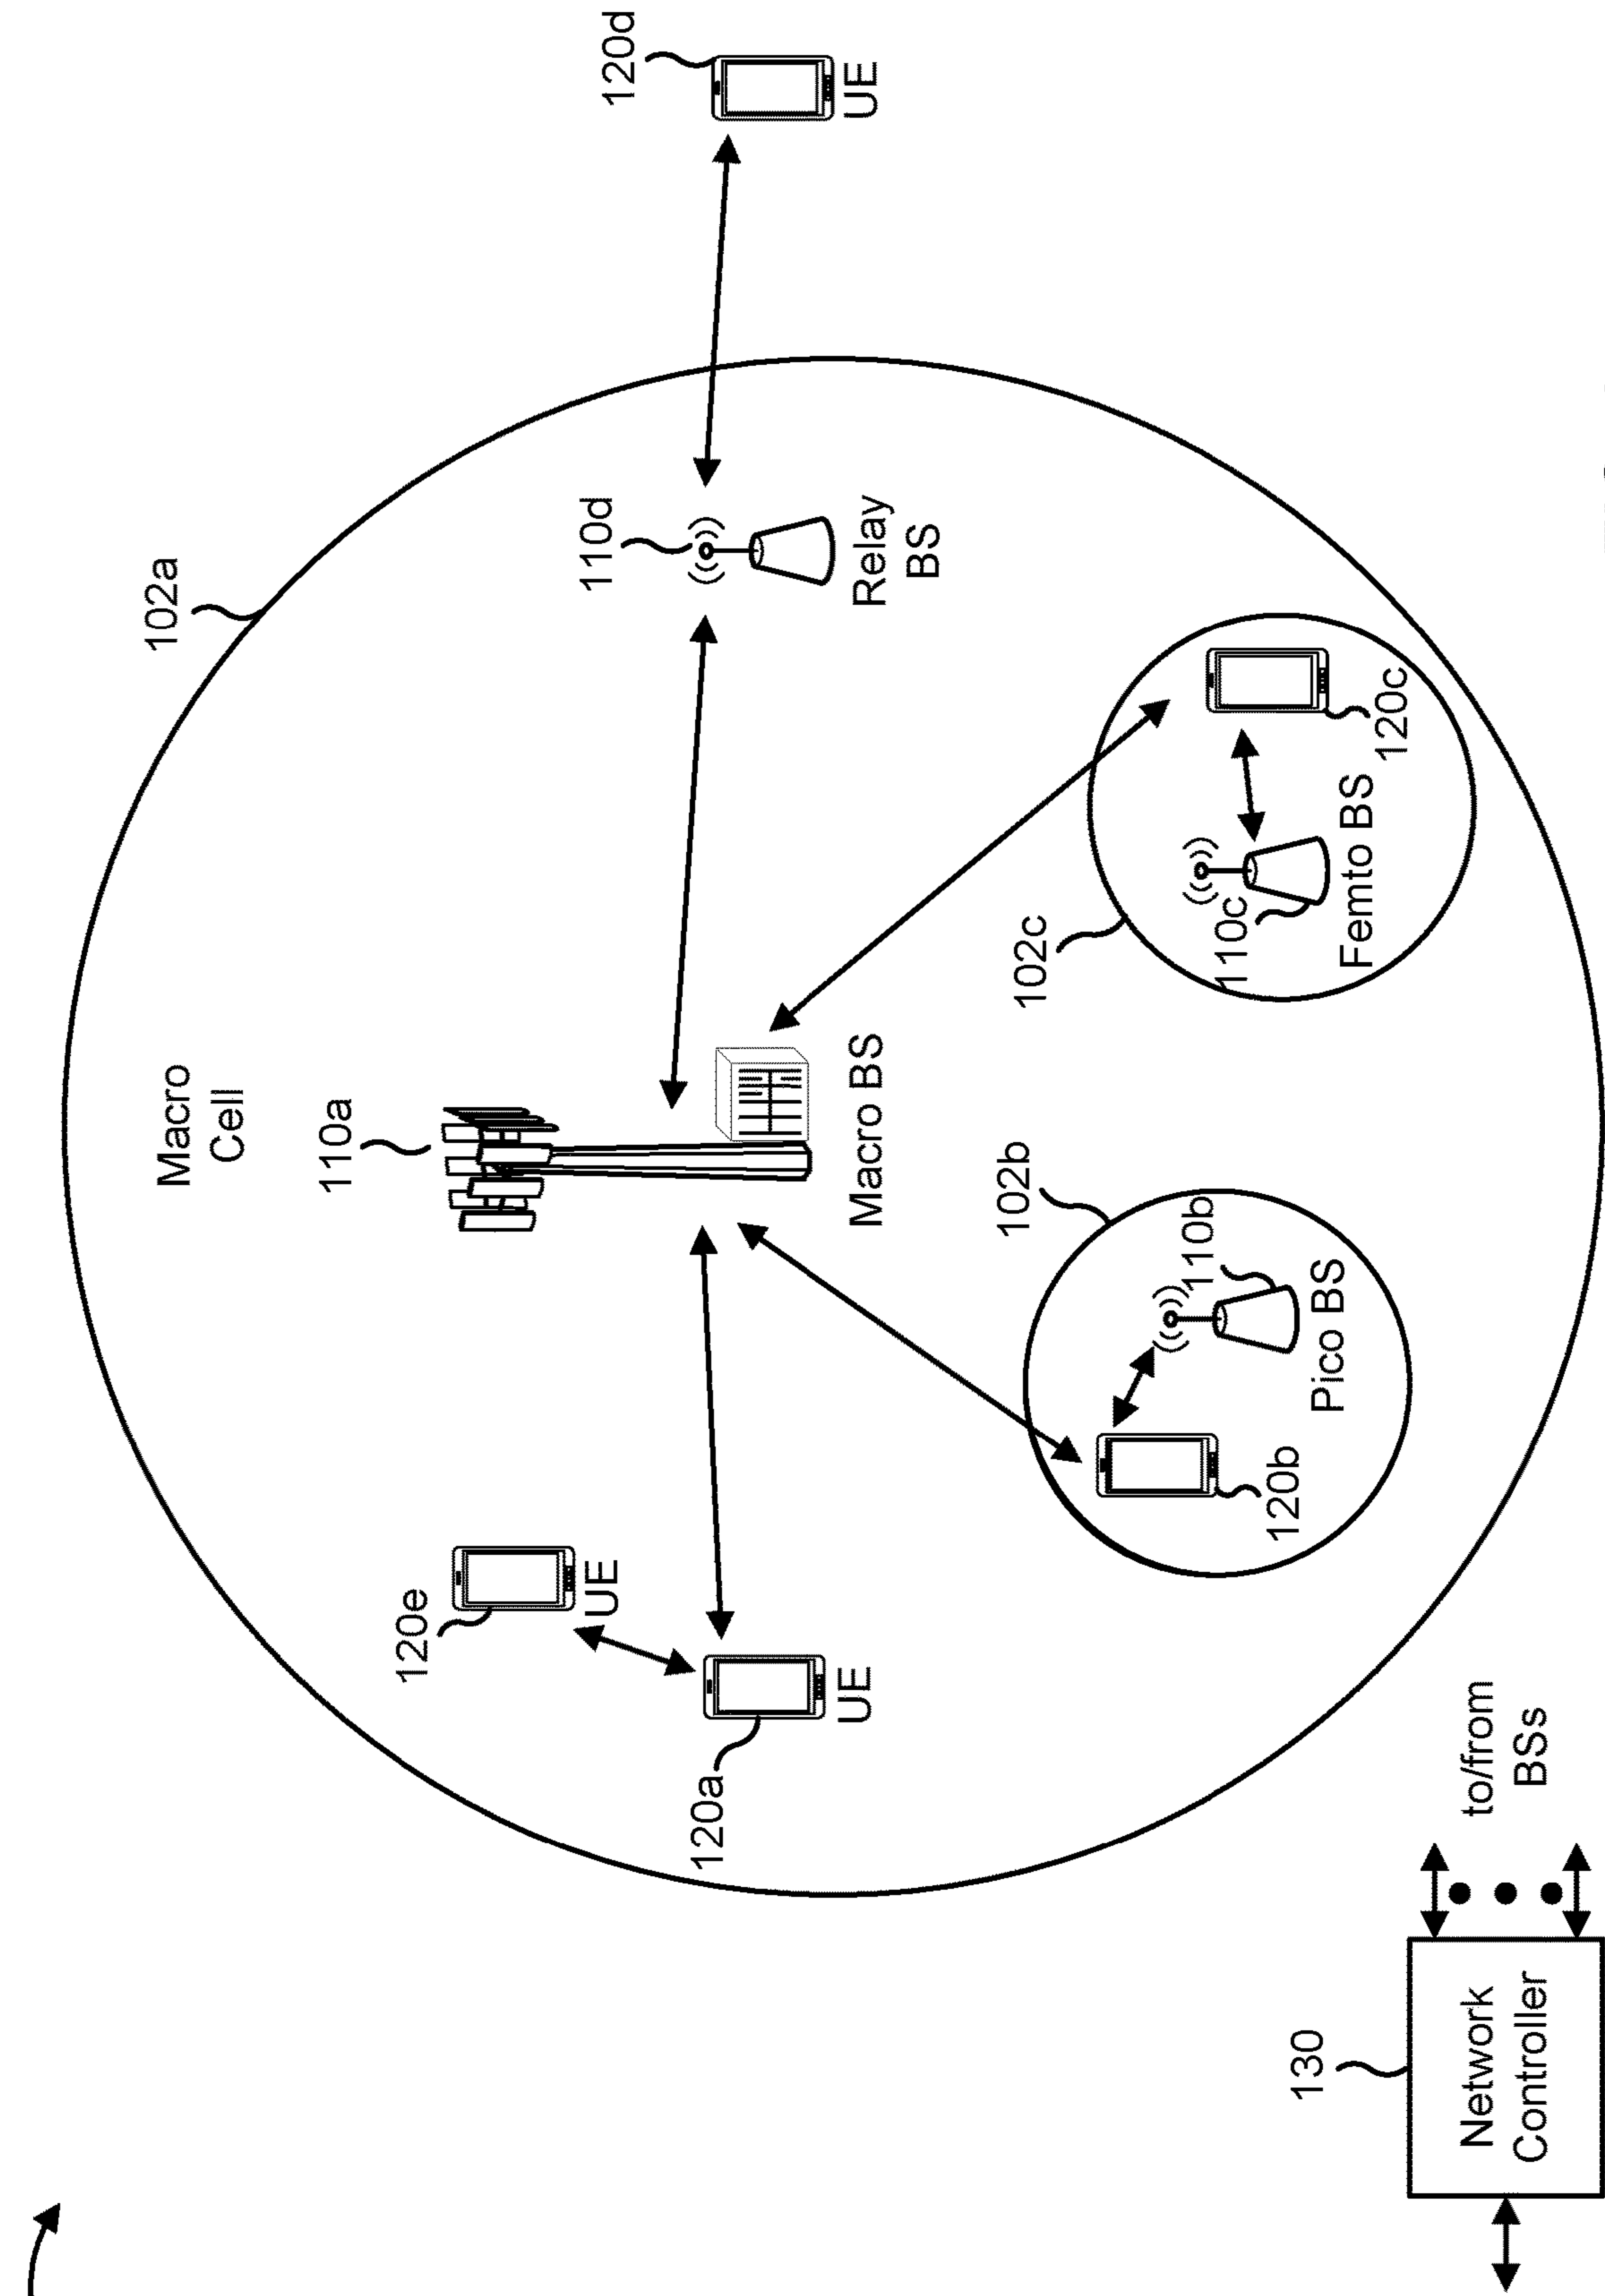 102a
Macro
Cell
110a
120e
UE
120a
UE
110d
Relay
BS
120d
UE
Macro BS
102b
110b
Pico BS
120b
102c
110c
Femto BS
120c
130
Network
Controller
to/from
BSs